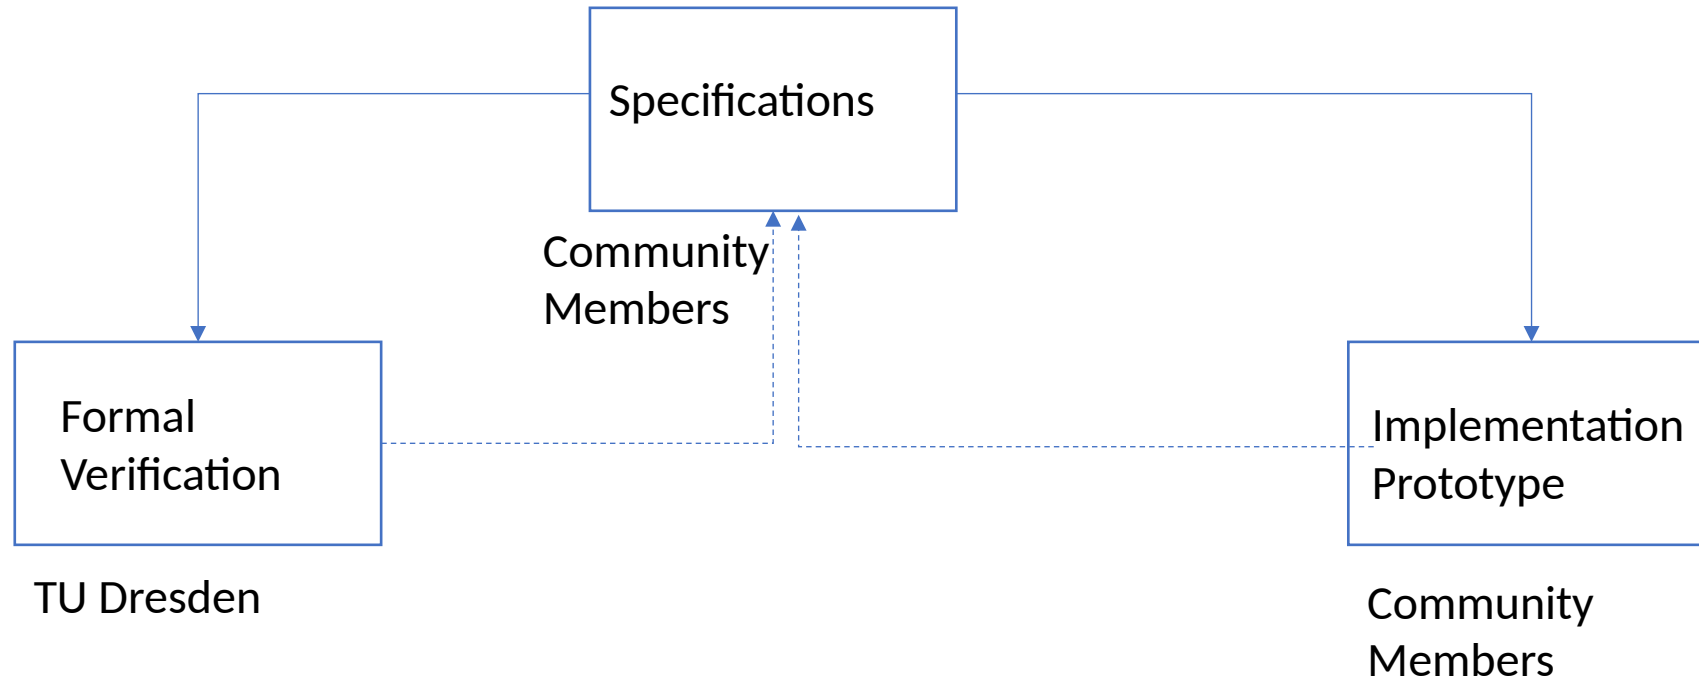 Specifications
Community
Members
Formal
Verification
Implementation
Prototype
TU Dresden
Community
Members